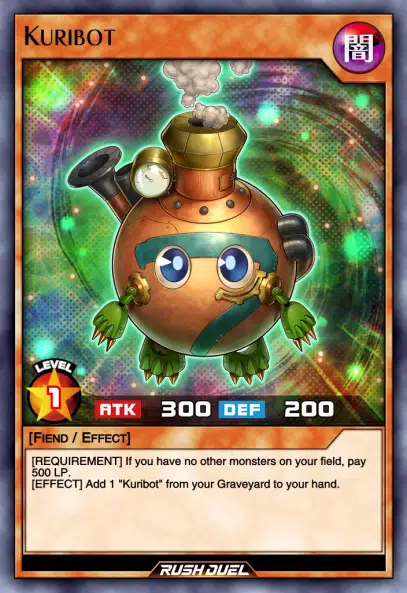 KURIBOT
闇
LEVEL
1
ATK 300 DEF 200
[FIEND / EFFECT]
[REQUIREMENT] If you have no other monsters on your field, pay
500 LP.
[EFFECT] Add 1 "Kuribot" from your Graveyard to your hand.
RUSH DUEL